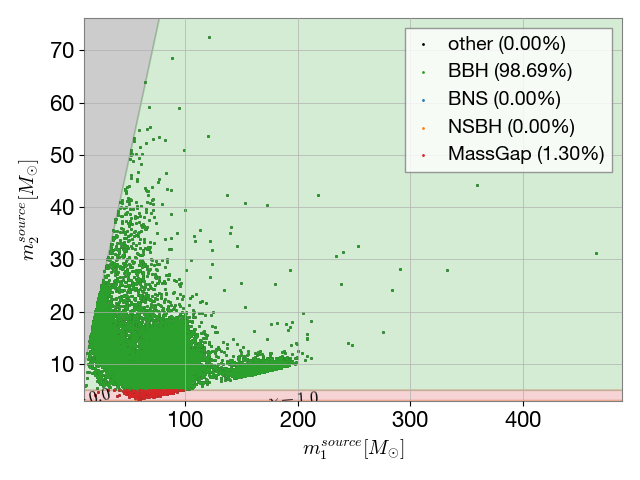 other (0.00%)
BBH (98.69%)
BNS (0.00%)
NSBH (0.00%)
MassGap (1.30%)
70
60
50
40
30
20
10
m_2^{source}[M_⊙]
100
200
300
400
m_1^{source}[M_⊙]